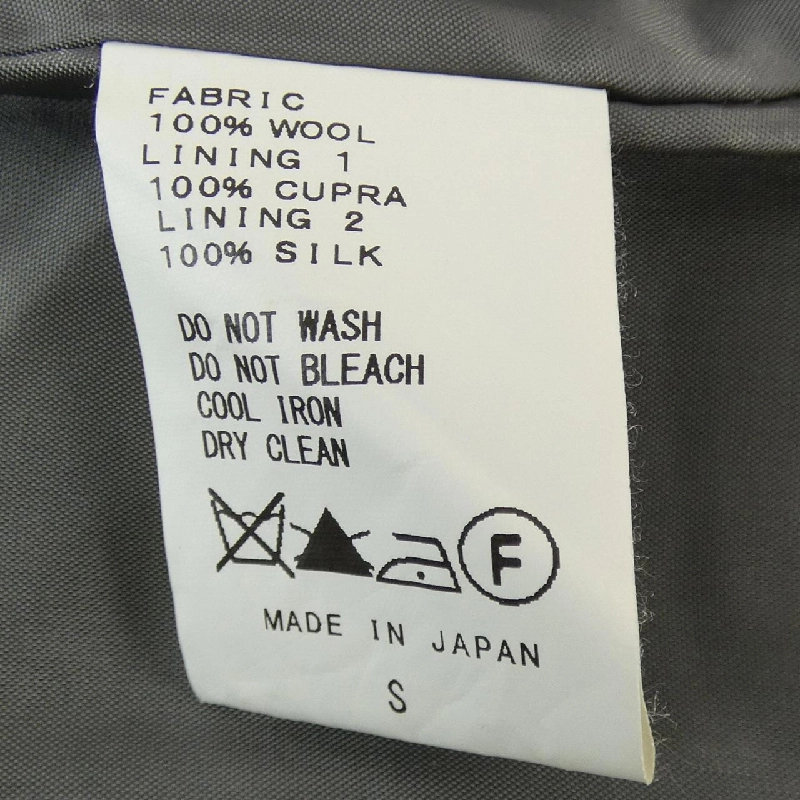 FABRIC
100% WOOL
LINING 1
100% CUPRA
LINING 2
100% SILK
DO NOT WASH
DO NOT BLEACH
COOL IRON
DRY CLEAN
F
MADE IN JAPAN
S